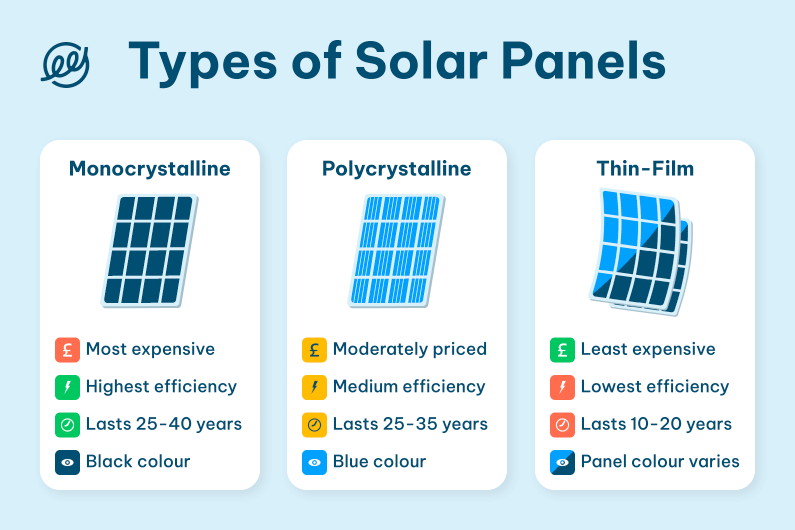 Types of Solar Panels
Monocrystalline
£ Most expensive
Highest efficiency
Lasts 25-40 years
Black colour
Polycrystalline
£ Moderately priced
Medium efficiency
Lasts 25-35 years
Blue colour
Thin-Film
£ Least expensive
Lowest efficiency
Lasts 10-20 years
Panel colour varies